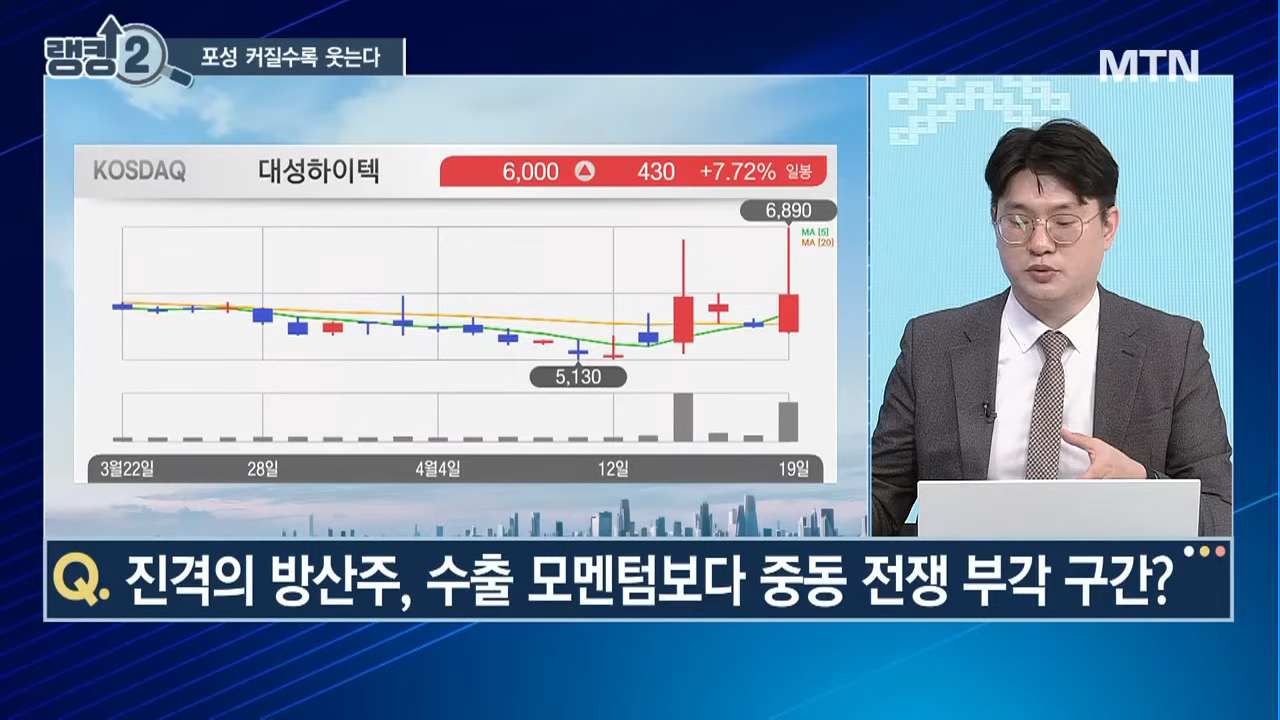 랭킹2
포성 커질수록 웃는다
MTN
KOSDAQ 대성하이텍 6,000 430 +7.72% 일봉
6,890
MA [5]
MA [20]
5,130
3월22일 28일 4월4일 12일 19일
Q. 진격의 방산주, 수출 모멘텀보다 중동 전쟁 부각 구간?